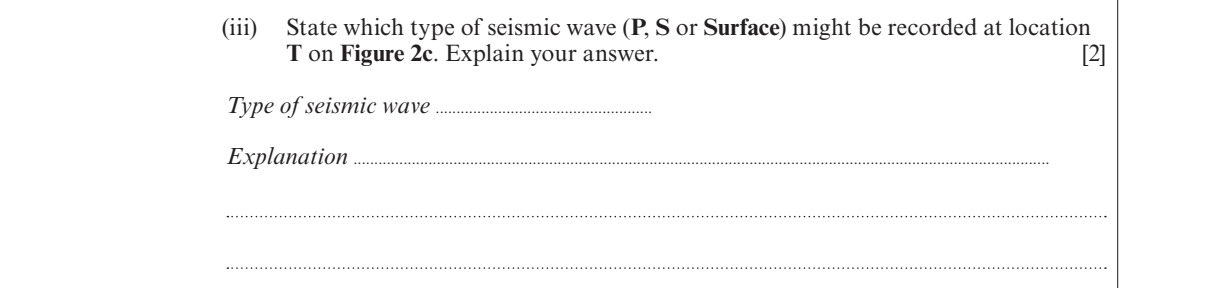 (iii) State which type of seismic wave (P, S or Surface) might be recorded at location
T on Figure 2c. Explain your answer. [2]
Type of seismic wave ....................................................
Explanation ....................................................
....................................................
....................................................